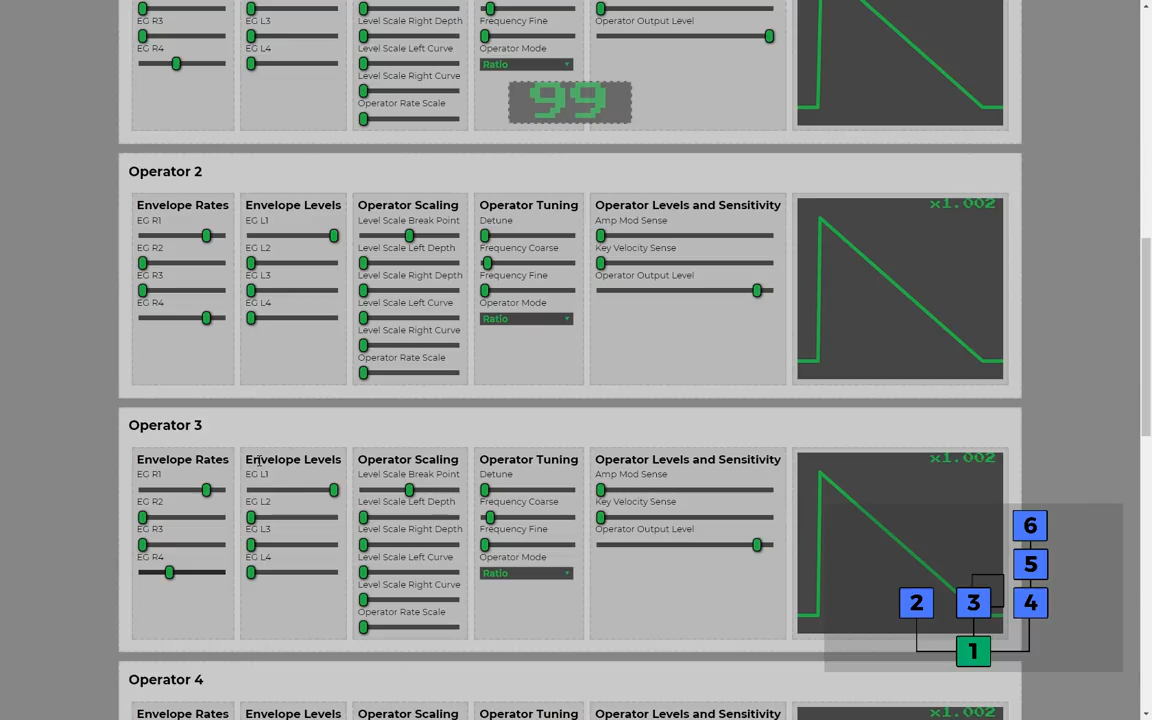 EG R3
EG L3
Level Scale Right Depth
Frequency Fine
Operator Output Level
EG R4
EG L4
Level Scale Left Curve
Operator Mode
Ratio
Level Scale Right Curve
99
Operator Rate Scale
Operator 2
Envelope Rates
EG R1
EG R2
EG R3
EG R4
Envelope Levels
EG L1
EG L2
EG L3
EG L4
Operator Scaling
Level Scale Break Point
Level Scale Left Depth
Level Scale Right Depth
Level Scale Left Curve
Level Scale Right Curve
Operator Rate Scale
Operator Tuning
Detune
Frequency Coarse
Frequency Fine
Operator Mode
Ratio
Operator Levels and Sensitivity
Amp Mod Sense
Key Velocity Sense
Operator Output Level
x1.002
Operator 3
Envelope Rates
EG R1
EG R2
EG R3
EG R4
Envelope Levels
EG L1
EG L2
EG L3
EG L4
Operator Scaling
Level Scale Break Point
Level Scale Left Depth
Level Scale Right Depth
Level Scale Left Curve
Level Scale Right Curve
Operator Rate Scale
Operator Tuning
Detune
Frequency Coarse
Frequency Fine
Operator Mode
Ratio
Operator Levels and Sensitivity
Amp Mod Sense
Key Velocity Sense
Operator Output Level
x1.002
6
5
2 3 4
1
Operator 4
Envelope Rates
Envelope Levels
Operator Scaling
Operator Tuning
Operator Levels and Sensitivity
x1.002